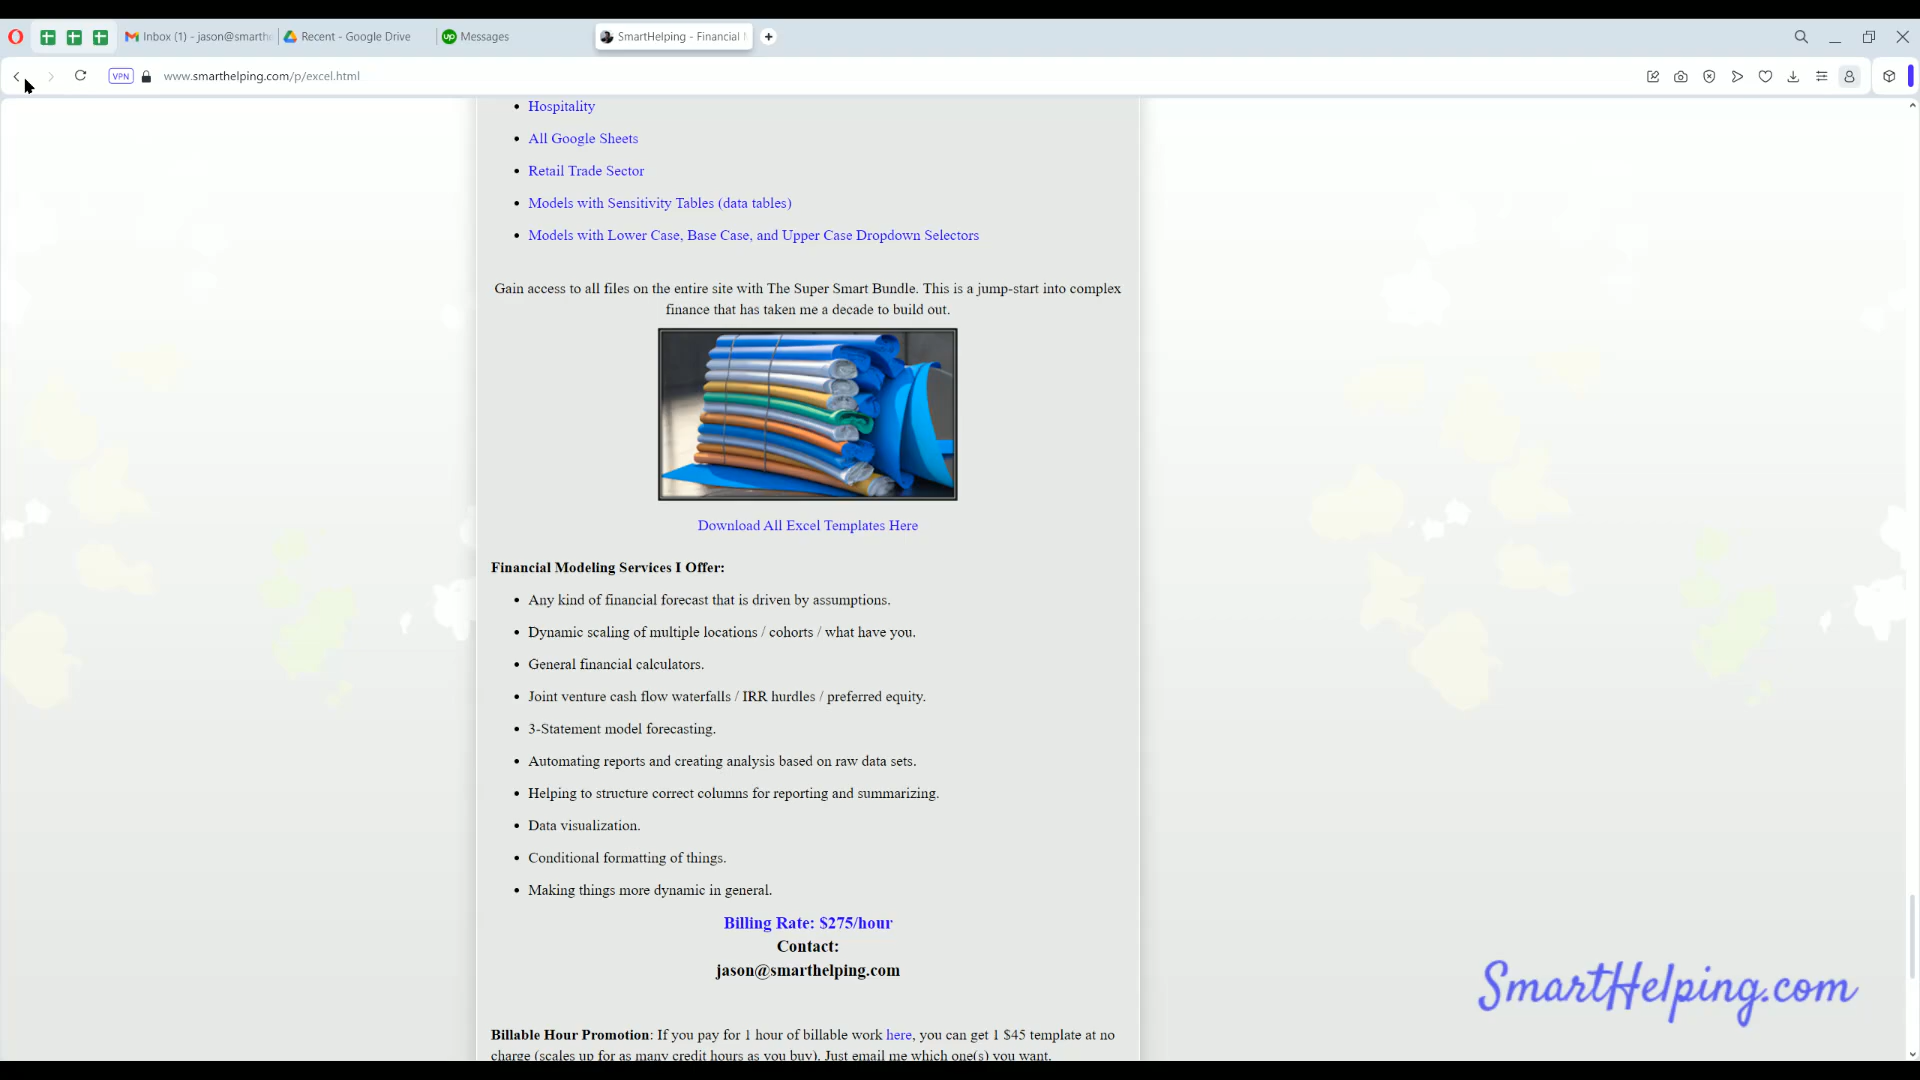 Inbox (1) - jason@smarth
Recent - Google Drive
Messages
SmartHelping - Financial
VPN
www.smarthelping.com/p/excel.html
Hospitality
All Google Sheets
Retail Trade Sector
Models with Sensitivity Tables (data tables)
Models with Lower Case, Base Case, and Upper Case Dropdown Selectors
Gain access to all files on the entire site with The Super Smart Bundle. This is a jump-start into complex
finance that has taken me a decade to build out.
Download All Excel Templates Here
Financial Modeling Services I Offer:
Any kind of financial forecast that is driven by assumptions.
Dynamic scaling of multiple locations / cohorts / what have you.
General financial calculators.
Joint venture cash flow waterfalls / IRR hurdles / preferred equity.
3-Statement model forecasting.
Automating reports and creating analysis based on raw data sets.
Helping to structure correct columns for reporting and summarizing.
Data visualization.
Conditional formatting of things.
Making things more dynamic in general.
Billing Rate: $275/hour
Contact:
jason@smarthelping.com
SmartHelping.com
Billable Hour Promotion: If you pay for 1 hour of billable work here, you can get 1 $45 template at no
charge (scales up for as many credit hours as you buy). Just email me which one(s) you want.